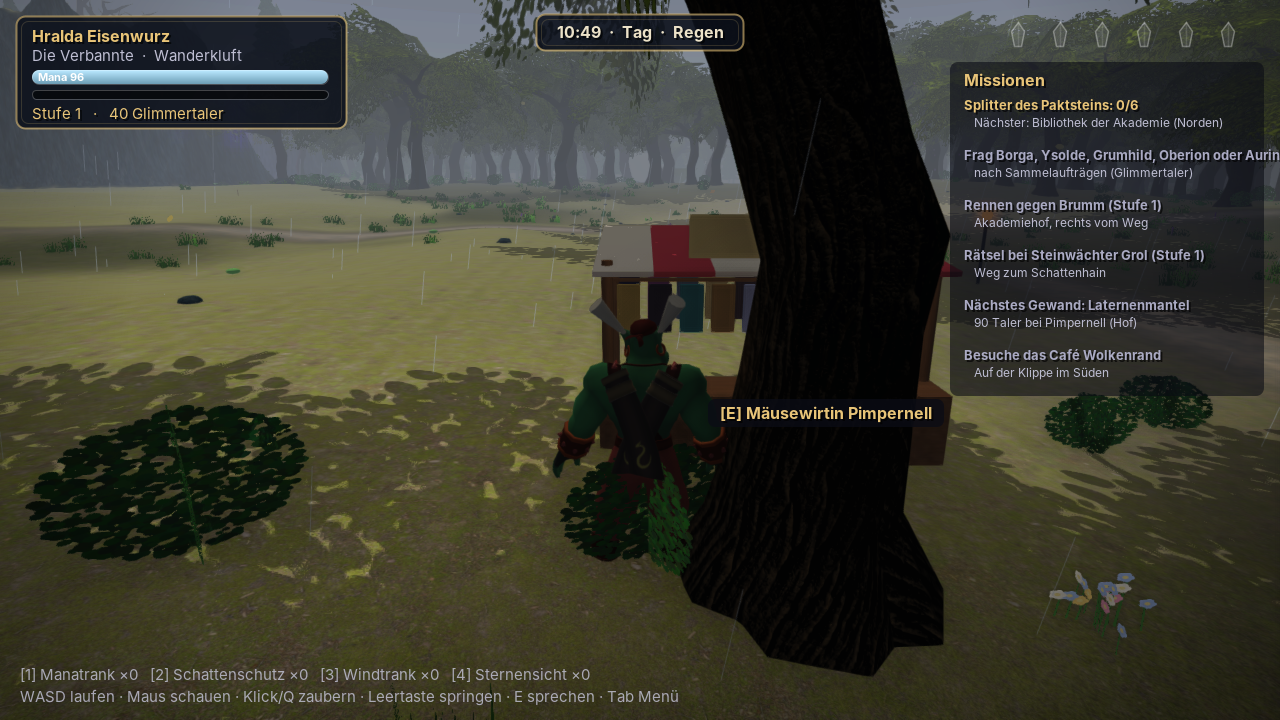 Hralda Eisenwurz
Die Verbannte · Wanderkluft
Mana 96
Stufe 1 · 40 Glimmertaler
10:49 · Tag · Regen
Missionen
Splitter des Paktsteins: 0/6
Nächster: Bibliothek der Akademie (Norden)
Frag Borga, Ysolde, Grumhild, Oberion oder Aurin
nach Sammelaufträgen (Glimmertaler)
Rennen gegen Brumm (Stufe 1)
Akademiehof, rechts vom Weg
Rätsel bei Steinwächter Grol (Stufe 1)
Weg zum Schattenhain
Nächstes Gewand: Laternenmantel
90 Taler bei Pimpernell (Hof)
Besuche das Café Wolkenrand
Auf der Klippe im Süden
[E] Mäusewirtin Pimpernell
[1] Manatrank ×0 [2] Schattenschutz ×0 [3] Windtrank ×0 [4] Sternensicht ×0
WASD laufen · Maus schauen · Klick/Q zaubern · Leertaste springen · E sprechen · Tab Menü